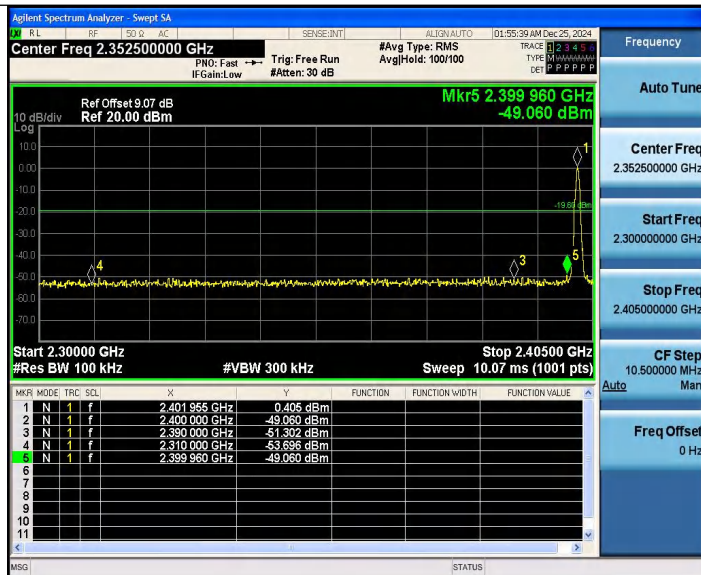 Agilent Spectrum Analyzer - Swept SA
RL RF 50 Ω AC SENSE:INT ALIGN AUTO 01:55:39 AM Dec 25, 2024
Center Freq 2.352500000 GHz
PNO: Fast
IFGain:Low
Trig: Free Run
#Atten: 30 dB
#Avg Type: RMS
Avg|Hold: 100/100
TRACE 1 2 3 4 5 6
TYPE M
DET P P P P P P
Mkr5 2.399 960 GHz
-49.060 dBm
Ref Offset 9.07 dB
10 dB/div Ref 20.00 dBm
Log
10.0
0.00
-10.0
-20.0
-30.0
-40.0
-50.0
-60.0
-70.0
1
3
4
5
Start 2.30000 GHz Stop 2.40500 GHz
#Res BW 100 kHz #VBW 300 kHz Sweep 10.07 ms (1001 pts)
MKR MODE TRC SCL X Y FUNCTION FUNCTION WIDTH FUNCTION VALUE
1 N 1 f 2.401 955 GHz 0.405 dBm
2 N 1 f 2.400 000 GHz -49.060 dBm
3 N 1 f 2.390 000 GHz -51.302 dBm
4 N 1 f 2.310 000 GHz -53.696 dBm
5 N 1 f 2.399 960 GHz -49.060 dBm
6
7
8
9
10
11
MSG STATUS
Frequency
Auto Tune
Center Freq
2.352500000 GHz
Start Freq
2.300000000 GHz
Stop Freq
2.405000000 GHz
CF Step
10.500000 MHz
Auto Man
Freq Offset
0 Hz